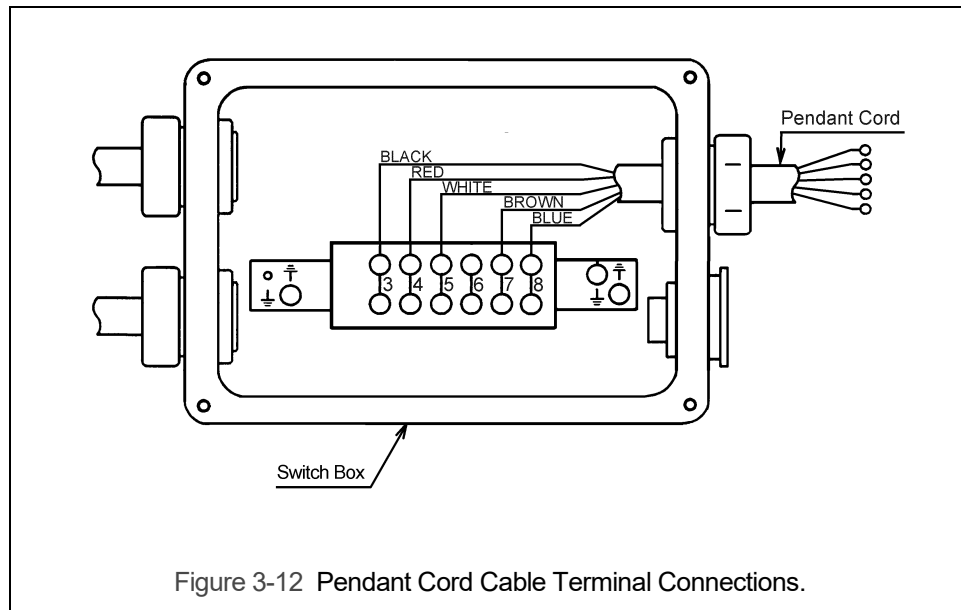 Pendant Cord
BLACK
RED
WHITE
BROWN
BLUE
3 4 5 6 7 8
Switch Box
Figure 3-12 Pendant Cord Cable Terminal Connections.